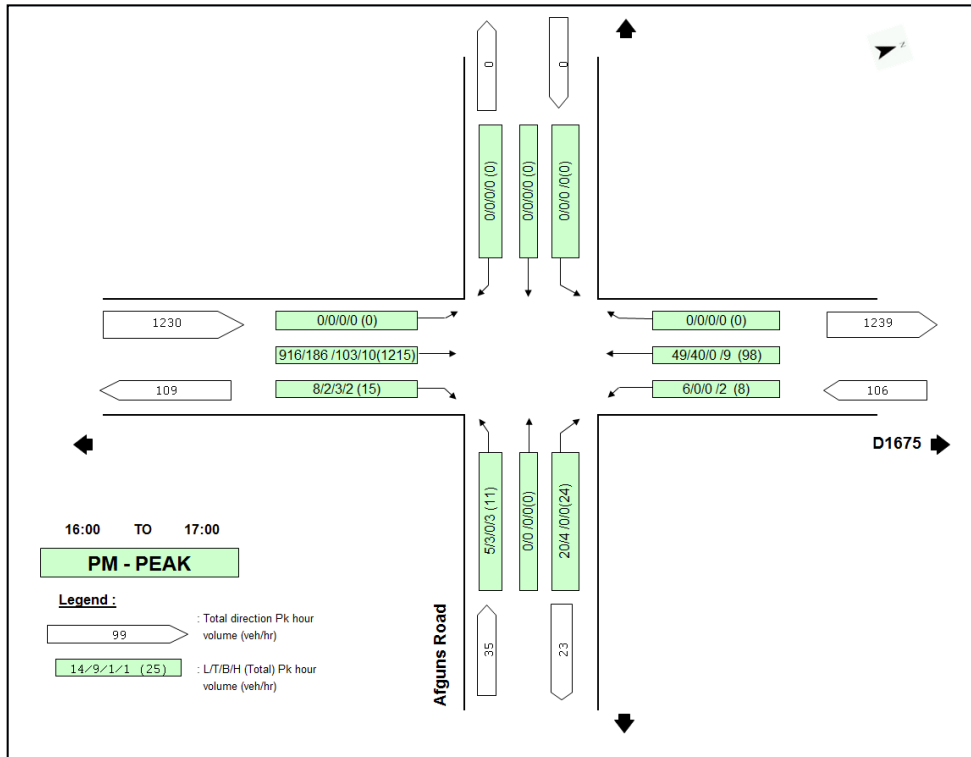 0
0
N
0/0/0/0 (0)
0/0/0/0 (0)
0/0/0 /0(0)
1230
0/0/0/0 (0)
0/0/0/0 (0)
1239
916/186 /103/10(1215)
49/40/0 /9 (98)
109
8/2/3/2 (15)
6/0/0 /2 (8)
106
D1675
5/3/0/3 (11)
0/0 /0/0(0)
20/4 /0/0(24)
16:00 TO 17:00
PM - PEAK
Legend :
99
: Total direction Pk hour
volume (veh/hr)
14/9/1/1 (25)
: L/T/B/H (Total) Pk hour
volume (veh/hr)
Afguns Road
35
23